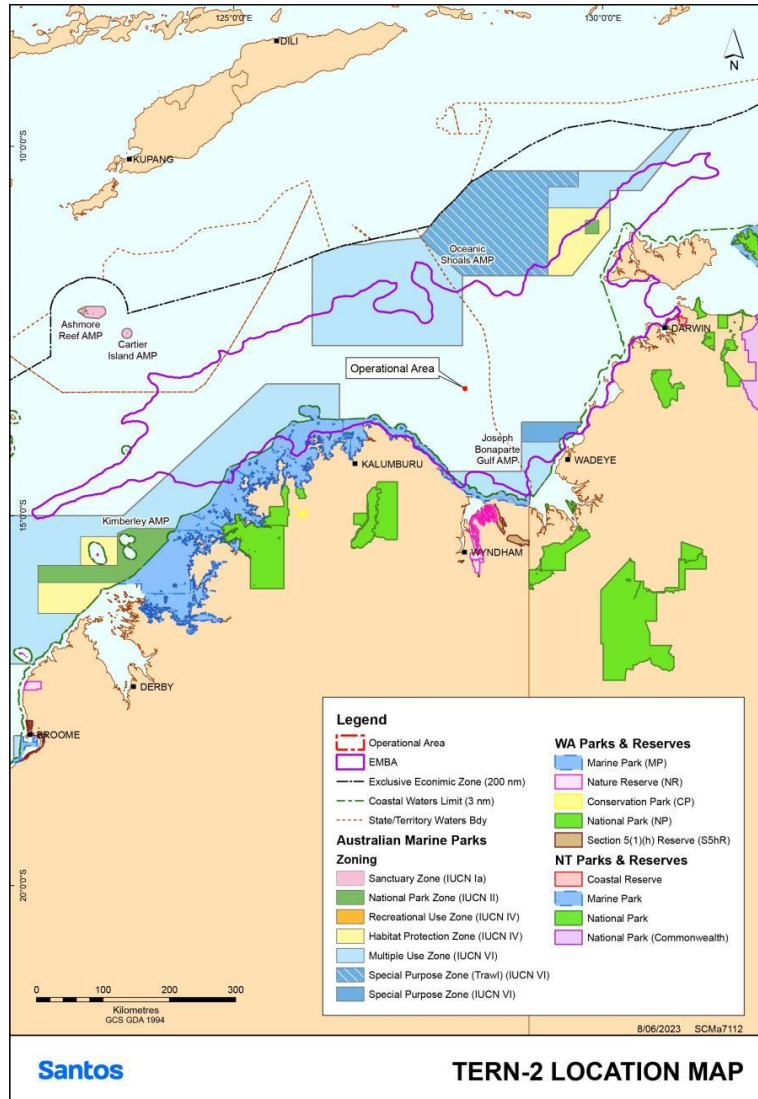 125°0'0"E
130°0'0"E
DILI
N
10°0'0"S
KUPANG
Oceanic
Shoals AMP
Ashmore
Reef AMP
Cartier
Island AMP
DARWIN
Operational Area
Joseph
Bonaparte
Gulf AMP
WADEYE
KALUMBURU
15°0'0"S
Kimberley AMP
WYNDHAM
DERBY
BROOME
20°0'0"S
Legend
Operational Area
EMBA
Exclusive Econimic Zone (200 nm)
Coastal Waters Limit (3 nm)
State/Territory Waters Bdy
Australian Marine Parks
Zoning
Sanctuary Zone (IUCN Ia)
National Park Zone (IUCN II)
Recreational Use Zone (IUCN IV)
Habitat Protection Zone (IUCN IV)
Multiple Use Zone (IUCN VI)
Special Purpose Zone (Trawl) (IUCN VI)
Special Purpose Zone (IUCN VI)
WA Parks & Reserves
Marine Park (MP)
Nature Reserve (NR)
Conservation Park (CP)
National Park (NP)
Section 5(1)(h) Reserve (S5hR)
NT Parks & Reserves
Coastal Reserve
Marine Park
National Park
National Park (Commonwealth)
0 100 200 300
Kilometres
GCS GDA 1994
8/06/2023 SCMa7112
Santos
TERN-2 LOCATION MAP